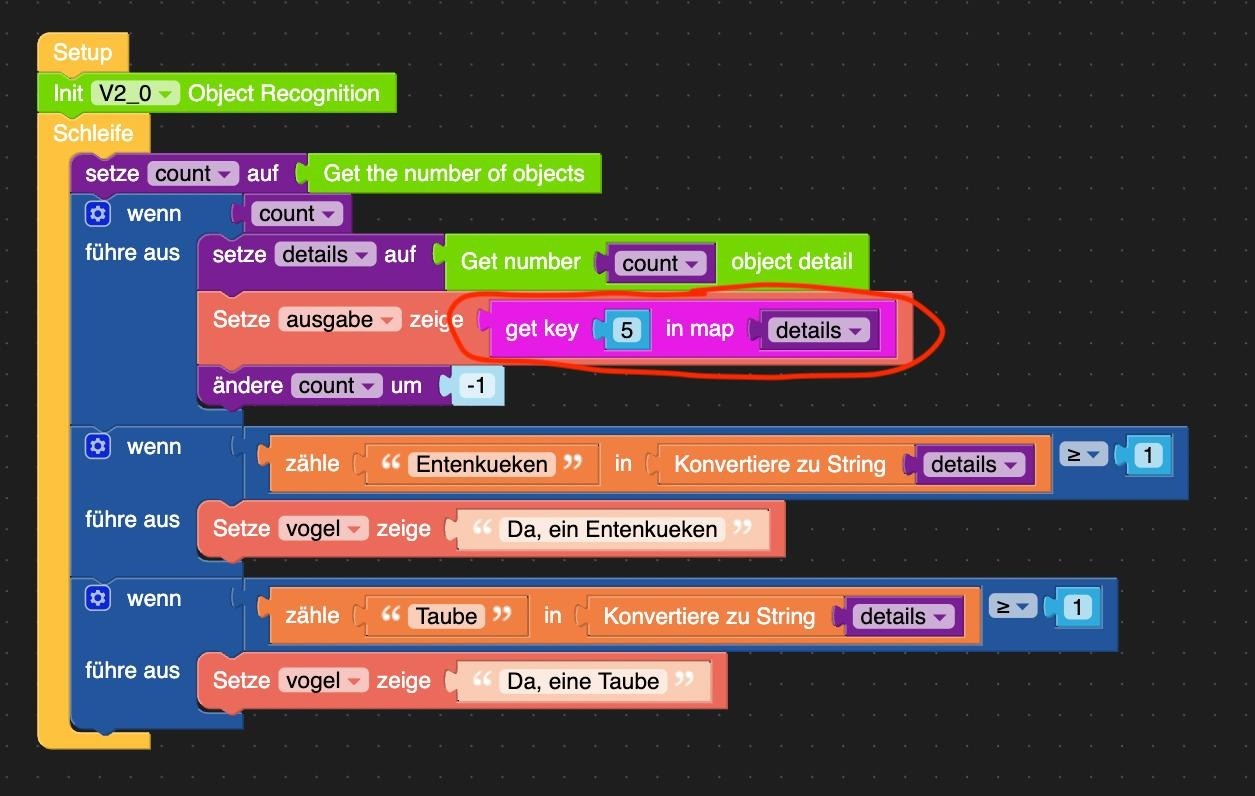 Setup
Init V2_0 Object Recognition
Schleife
setze count auf Get the number of objects
wenn count
führe aus setze details auf Get number count object detail
Setze ausgabe zeige get key 5 in map details
ändere count um -1
wenn zähle “ Entenkueken ” in Konvertiere zu String details ≥ 1
führe aus Setze vogel zeige “ Da, ein Entenkueken ”
wenn zähle “ Taube ” in Konvertiere zu String details ≥ 1
führe aus Setze vogel zeige “ Da, eine Taube ”